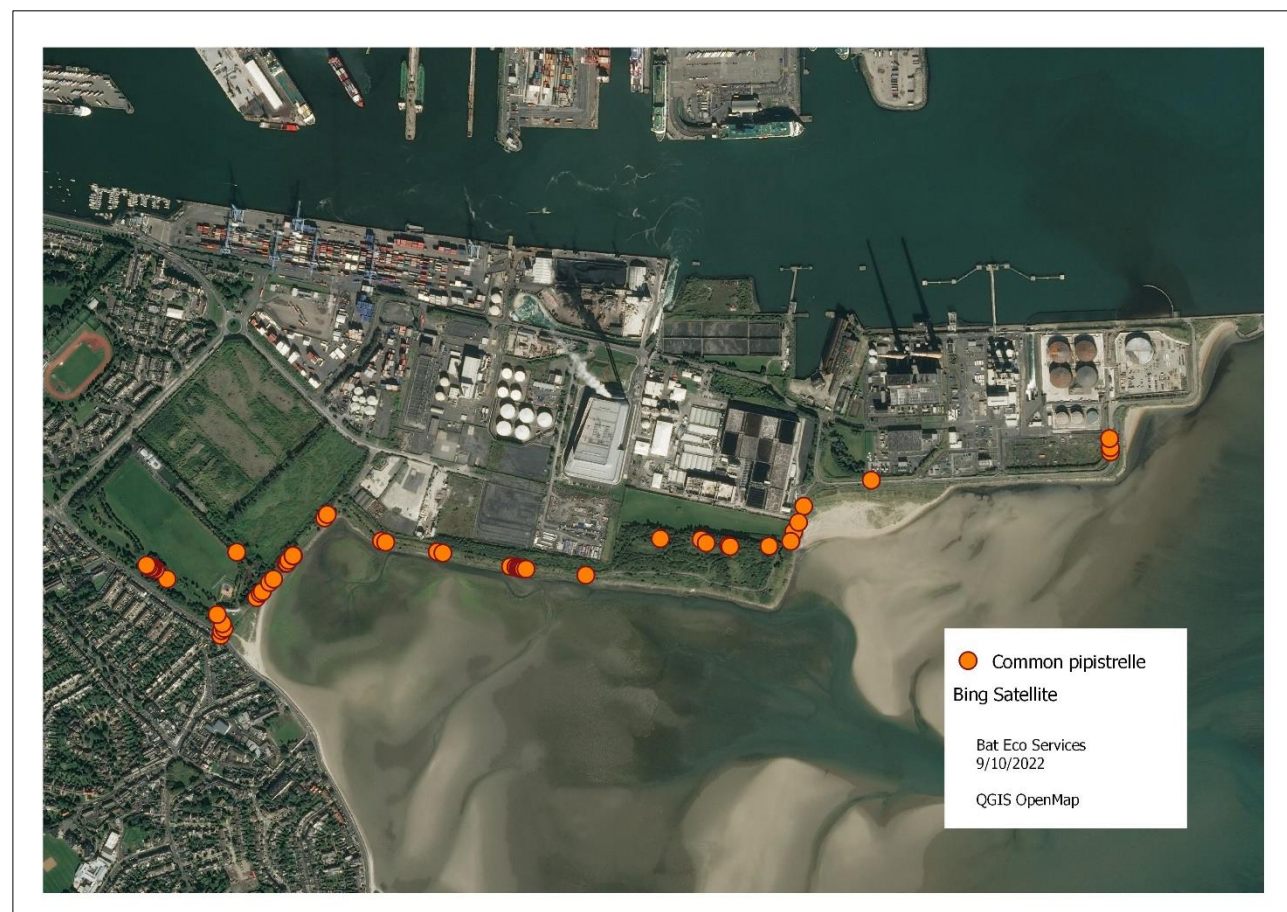 Common pipistrelle
Bing Satellite
Bat Eco Services
9/10/2022
QGIS OpenMap